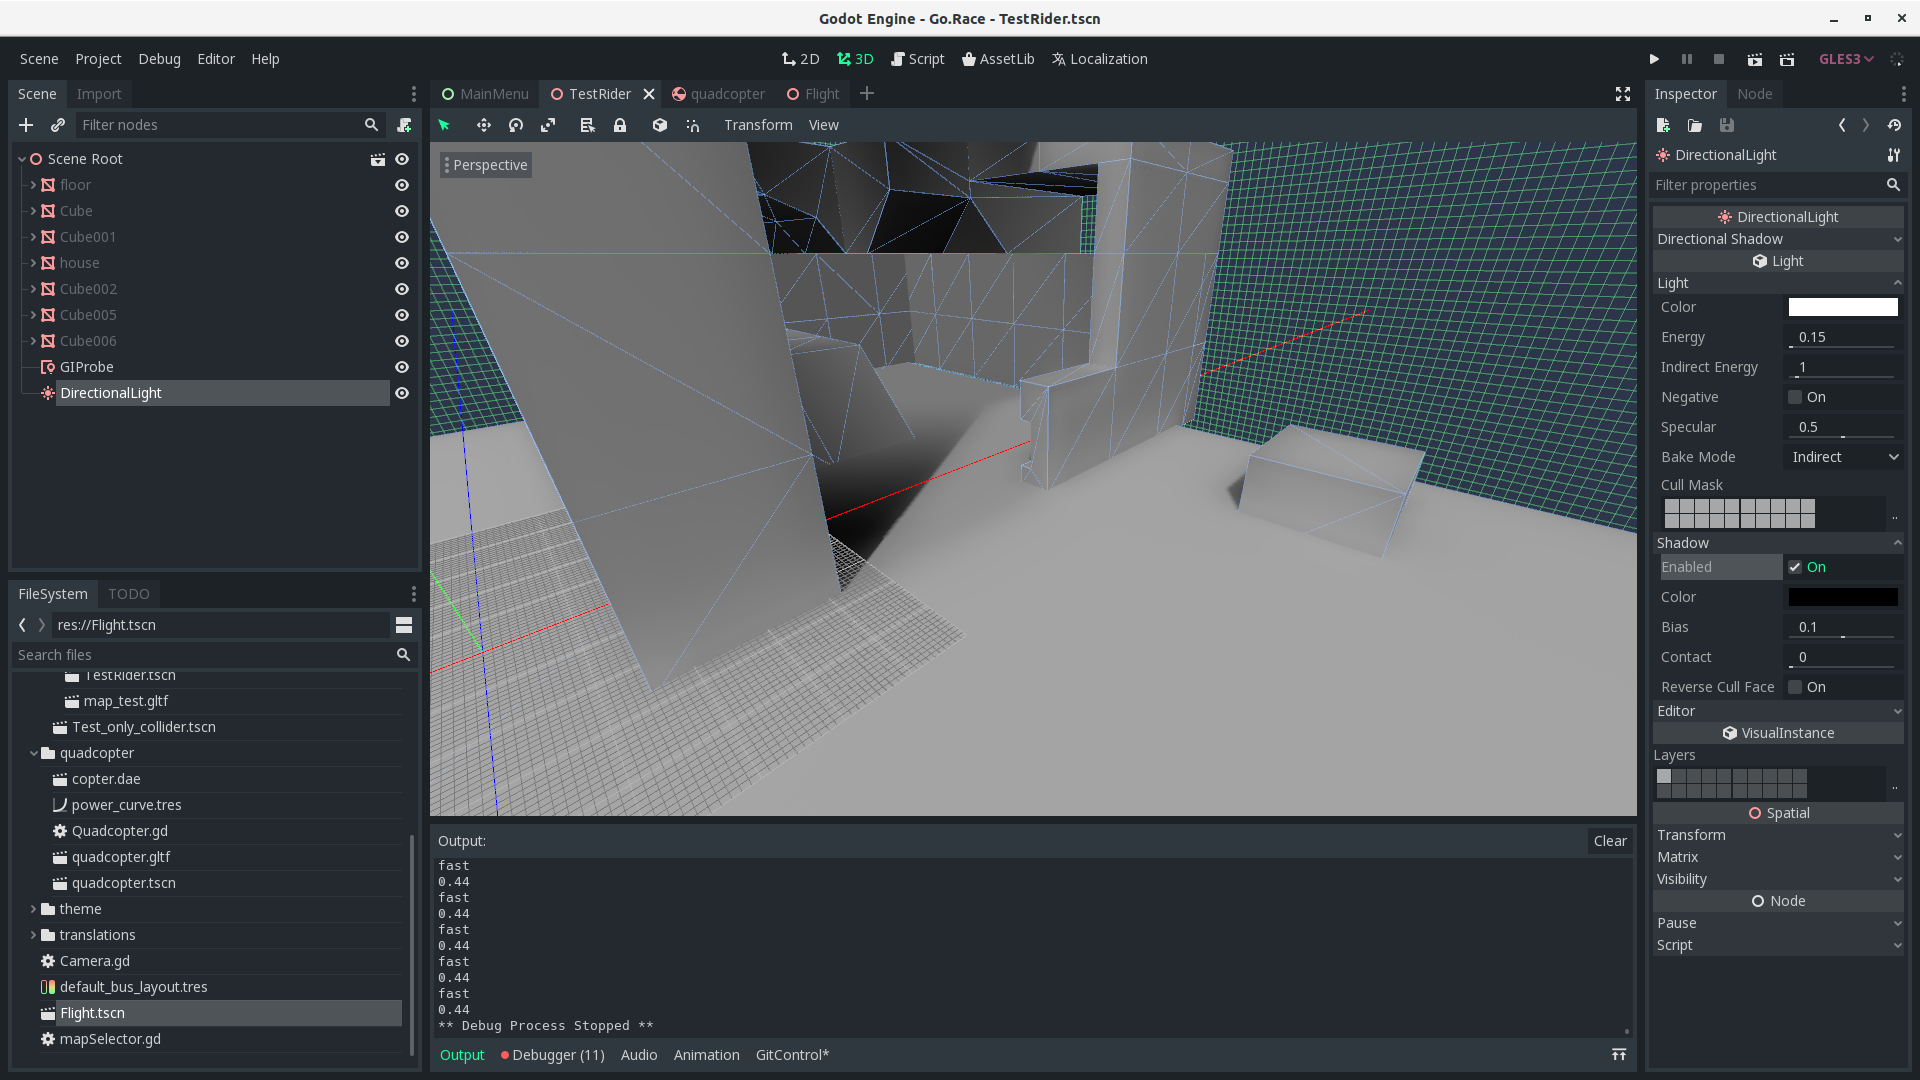 Godot Engine - Go.Race - TestRider.tscn
Scene Project Debug Editor Help
2D 3D Script AssetLib Localization
GLES3
Scene Import
Filter nodes
Scene Root
floor
Cube
Cube001
house
Cube002
Cube005
Cube006
GIProbe
DirectionalLight
FileSystem TODO
res://Flight.tscn
Search files
TestRider.tscn
map_test.gltf
Test_only_collider.tscn
quadcopter
copter.dae
power_curve.tres
Quadcopter.gd
quadcopter.gltf
quadcopter.tscn
theme
translations
Camera.gd
default_bus_layout.tres
Flight.tscn
mapSelector.gd
MainMenu TestRider quadcopter Flight
Transform View
Perspective
Output:
Clear
fast
0.44
fast
0.44
fast
0.44
fast
0.44
fast
0.44
** Debug Process Stopped **
Output Debugger (11) Audio Animation GitControl*
Inspector Node
DirectionalLight
Filter properties
DirectionalLight
Directional Shadow
Light
Light
Color
Energy 0.15
Indirect Energy 1
Negative On
Specular 0.5
Bake Mode Indirect
Cull Mask
..
Shadow
Enabled On
Color
Bias 0.1
Contact 0
Reverse Cull Face On
Editor
VisualInstance
Layers
..
Spatial
Transform
Matrix
Visibility
Node
Pause
Script